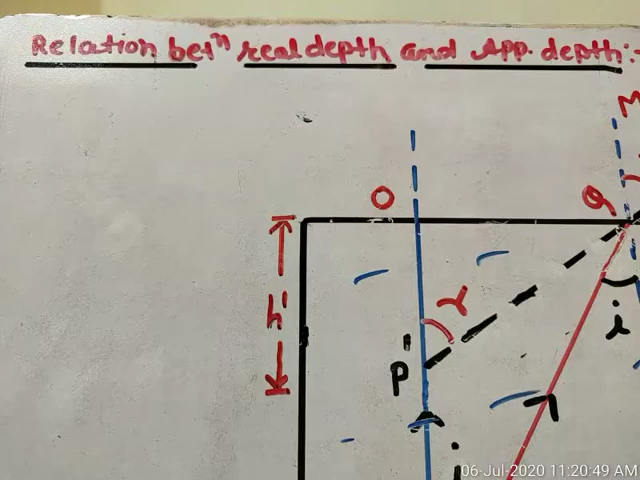 Relation betⁿ real depth and App. depth:-
M
O
Q
h'
r
i
P'
i
06-Jul-2020 11:20:49 AM